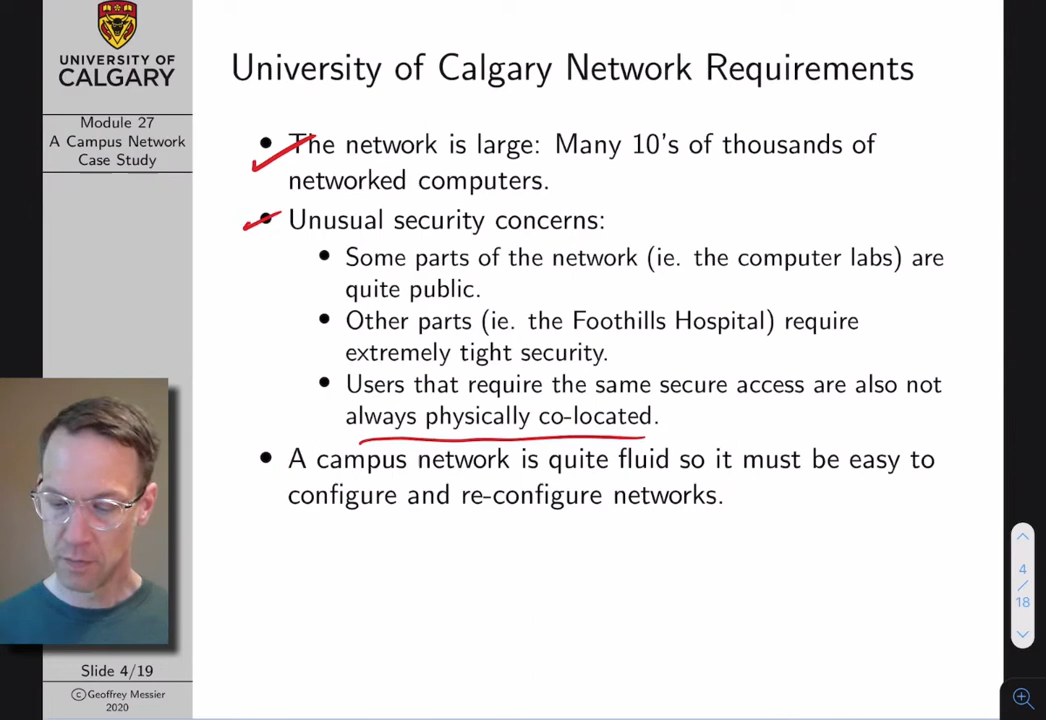 UNIVERSITY OF
CALGARY
Module 27
A Campus Network
Case Study
University of Calgary Network Requirements
• The network is large: Many 10's of thousands of
networked computers.
• Unusual security concerns:
• Some parts of the network (ie. the computer labs) are
quite public.
• Other parts (ie. the Foothills Hospital) require
extremely tight security.
• Users that require the same secure access are also not
always physically co-located.
• A campus network is quite fluid so it must be easy to
configure and re-configure networks.
4
/
18
Slide 4/19
©Geoffrey Messier
2020